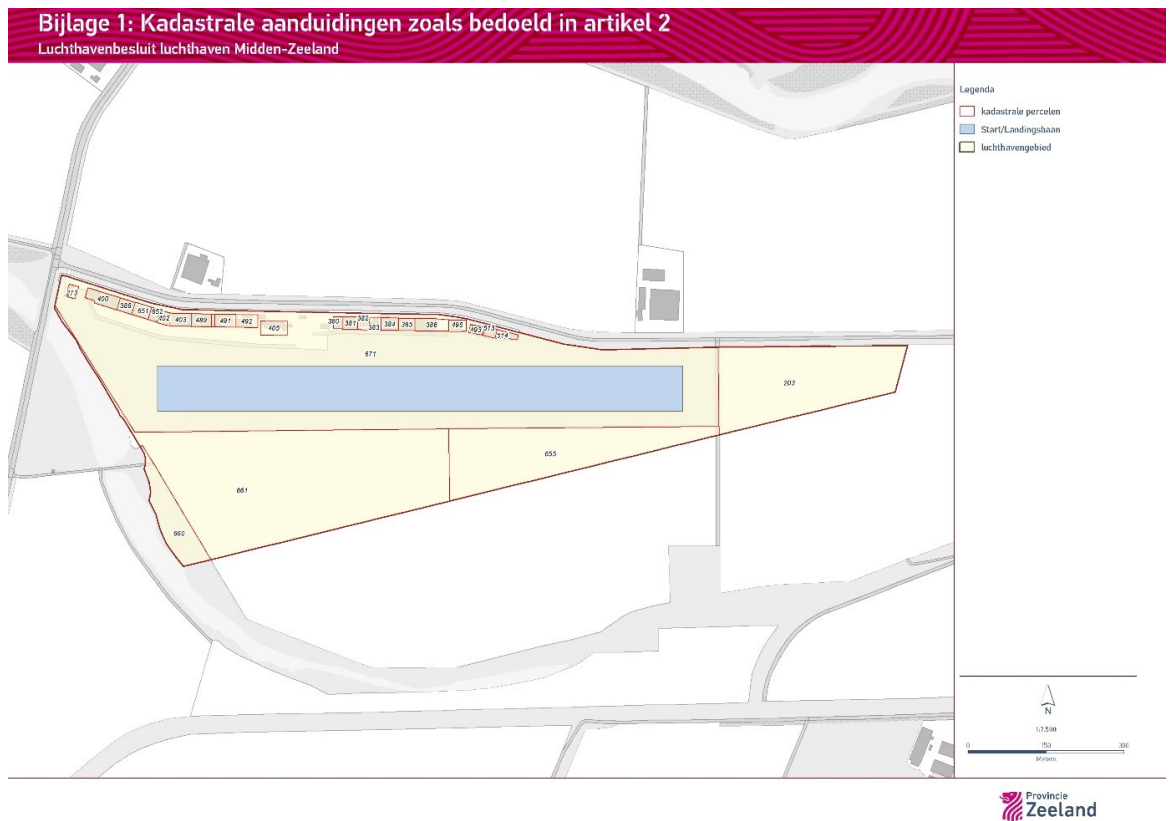 Bijlage 1: Kadastrale aanduidingen zoals bedoeld in artikel 2
Luchthavenbesluit luchthaven Midden-Zeeland
Legenda
kadastrale percelen
Start/Landingsbaan
luchthavengebied
273
400
386
651
652
402
403
489
491
492
405
380
381
382
383
384
385
386
495
493
513
514
671
203
655
661
660
N
1:7.500
0 150 300
Meters
Provincie
Zeeland